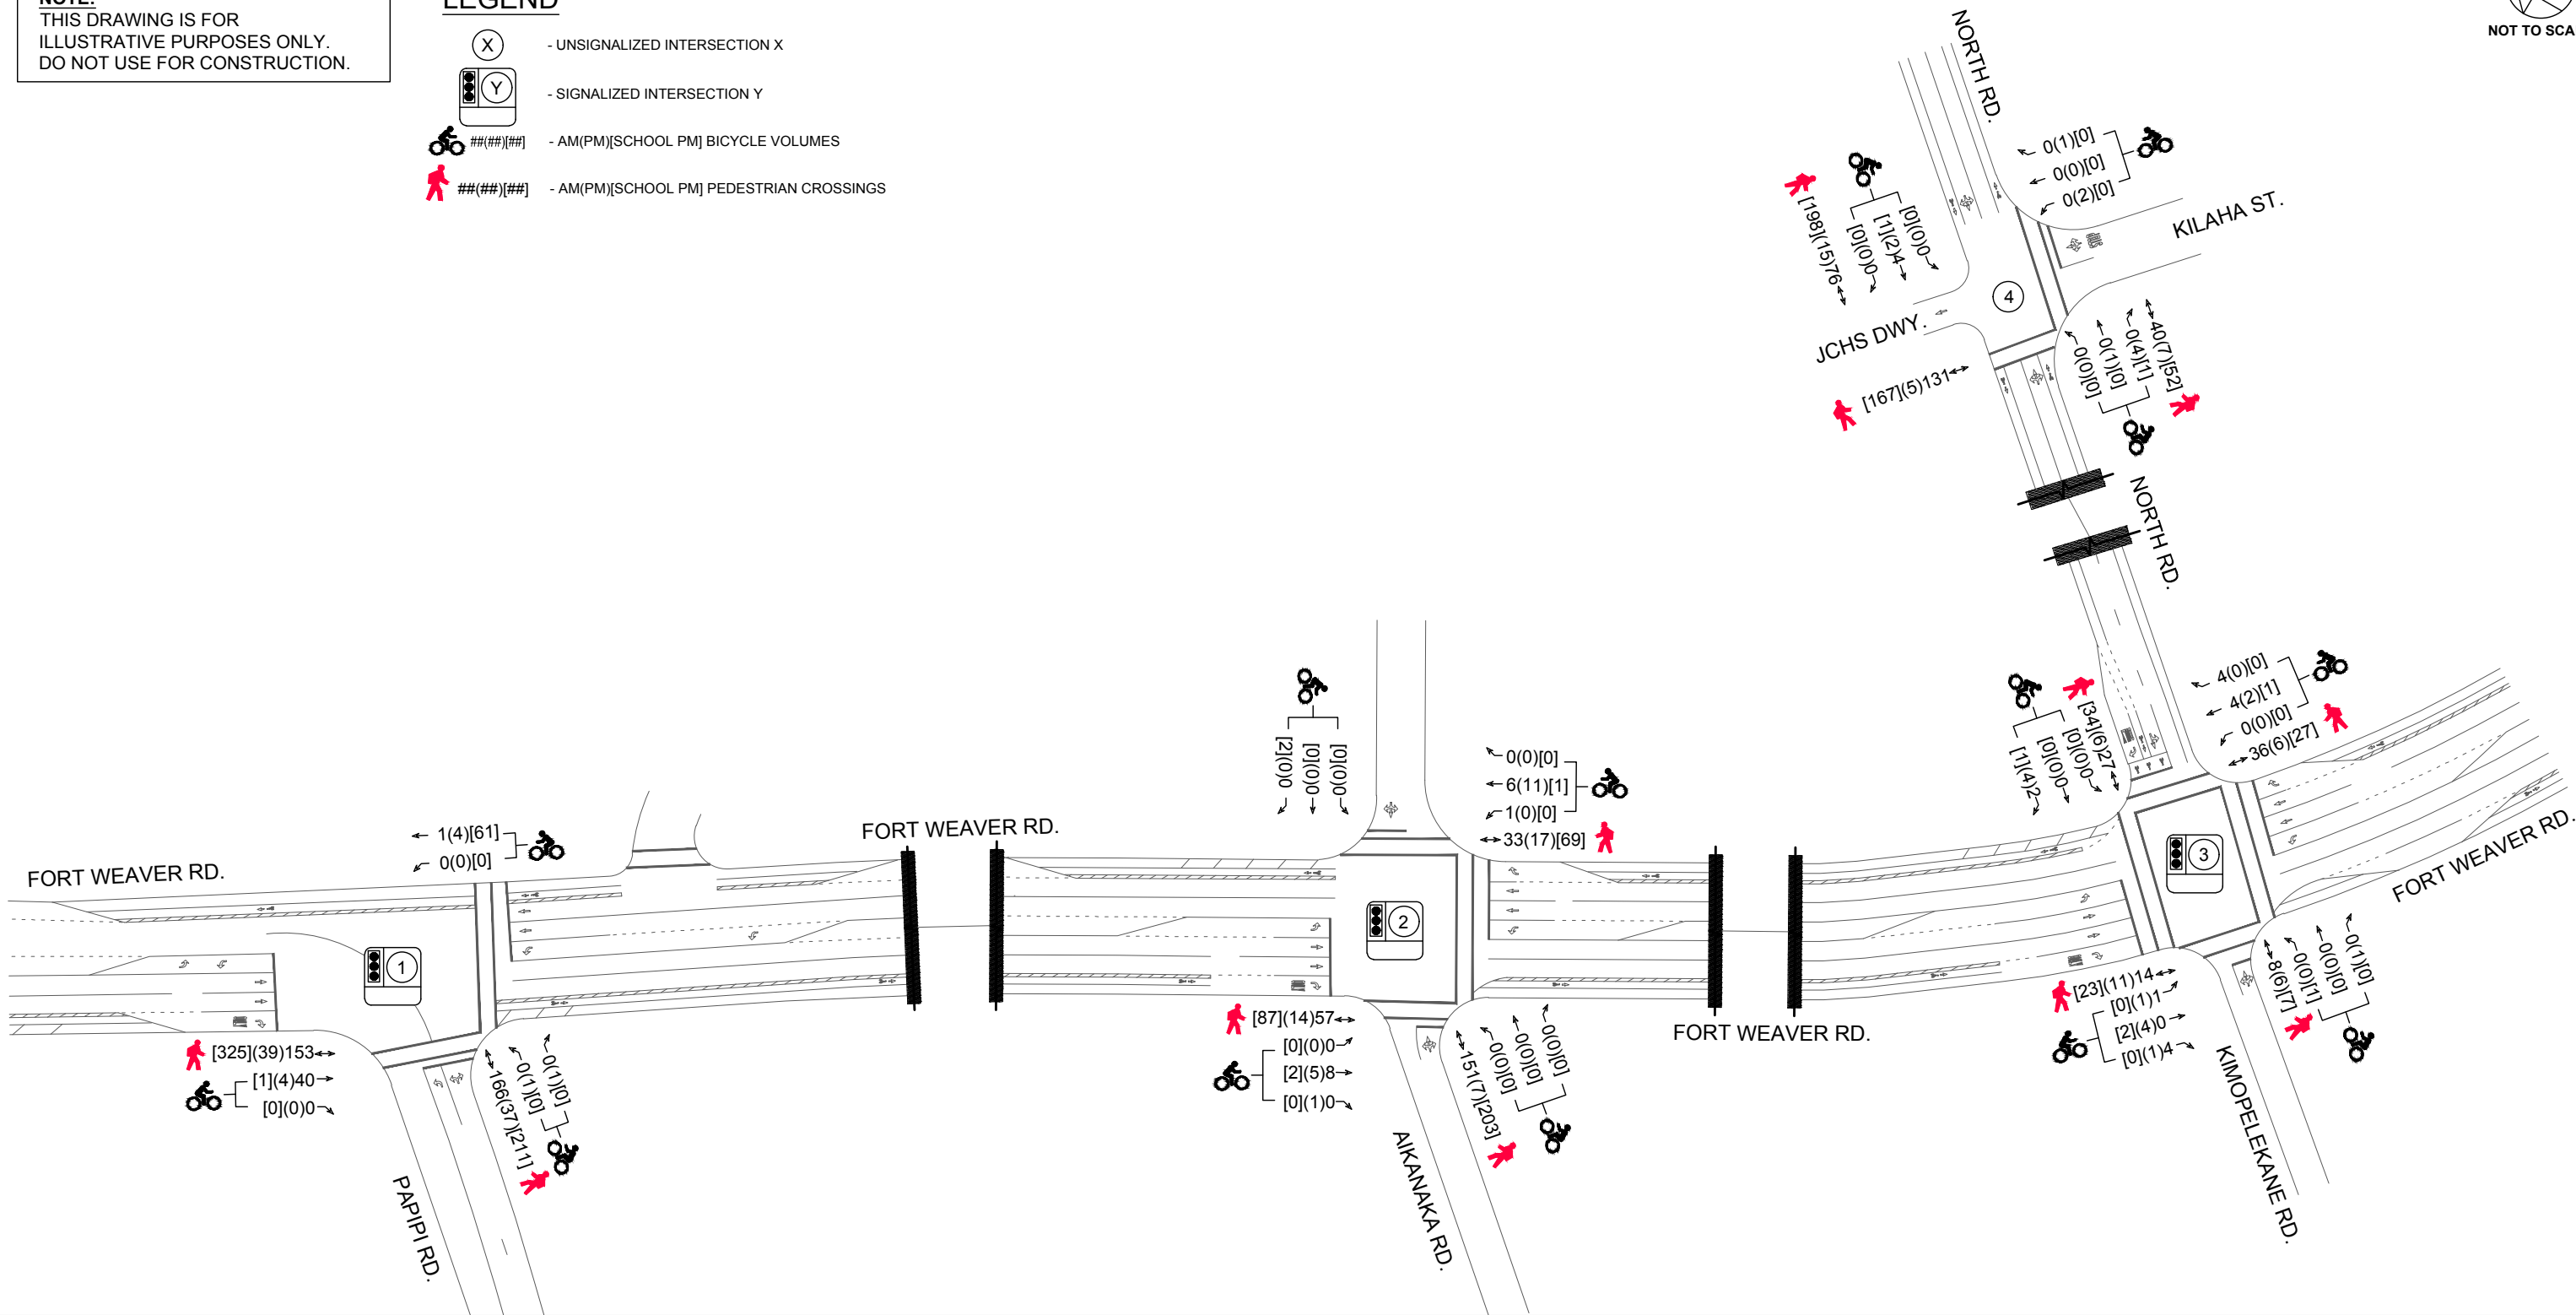 NOTE:
THIS DRAWING IS FOR
ILLUSTRATIVE PURPOSES ONLY.
DO NOT USE FOR CONSTRUCTION.
LEGEND
X - UNSIGNALIZED INTERSECTION X
Y - SIGNALIZED INTERSECTION Y
##(##)[##] - AM(PM)[SCHOOL PM] BICYCLE VOLUMES
##(##)[##] - AM(PM)[SCHOOL PM] PEDESTRIAN CROSSINGS
NOT TO SCA
NORTH RD.
0(1)[0]
0(0)[0]
0(2)[0]
KILAHA ST.
[198](15)76
[0](0)0
[1](2)4
[0](0)0
4
JCHS DWY.
[167](5)131
0(0)[0]
0(1)[0]
0(4)[1]
40(7)[52]
NORTH RD.
[1](4)2
[0](0)0
[0](0)0
[34](6)27
4(0)[0]
4(2)[1]
0(0)[0]
36(6)[27]
3
FORT WEAVER RD.
[23](11)14
[0](1)1
[2](4)0
[0](1)4
8(6)[7]
0(0)[1]
0(0)[0]
0(1)[0]
KIMOPELEKANE RD.
[2](0)0
[0](0)0
[0](0)0
0(0)[0]
6(11)[1]
1(0)[0]
33(17)[69]
2
FORT WEAVER RD.
FORT WEAVER RD.
[87](14)57
[0](0)0
[2](5)8
[0](1)0
151(7)[203]
0(0)[0]
0(0)[0]
0(0)[0]
AIKANAKA RD.
1(4)[61]
0(0)[0]
FORT WEAVER RD.
1
[325](39)153
[1](4)40
[0](0)0
166(37)[211]
0(1)[0]
0(1)[0]
PAPIPI RD.